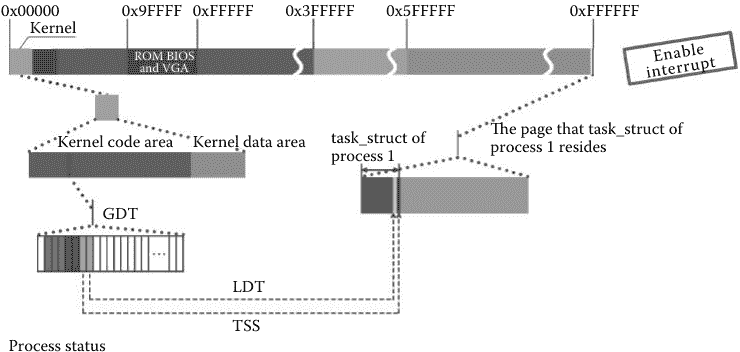 0x00000 0x9FFFF 0xFFFFF 0x3FFFFF 0x5FFFFF 0xFFFFFF
Kernel
ROM BIOS
and VGA
Enable
interrupt
Kernel code area Kernel data area
task_struct of
process 1
The page that task_struct of
process 1 resides
GDT
...
LDT
TSS
Process status